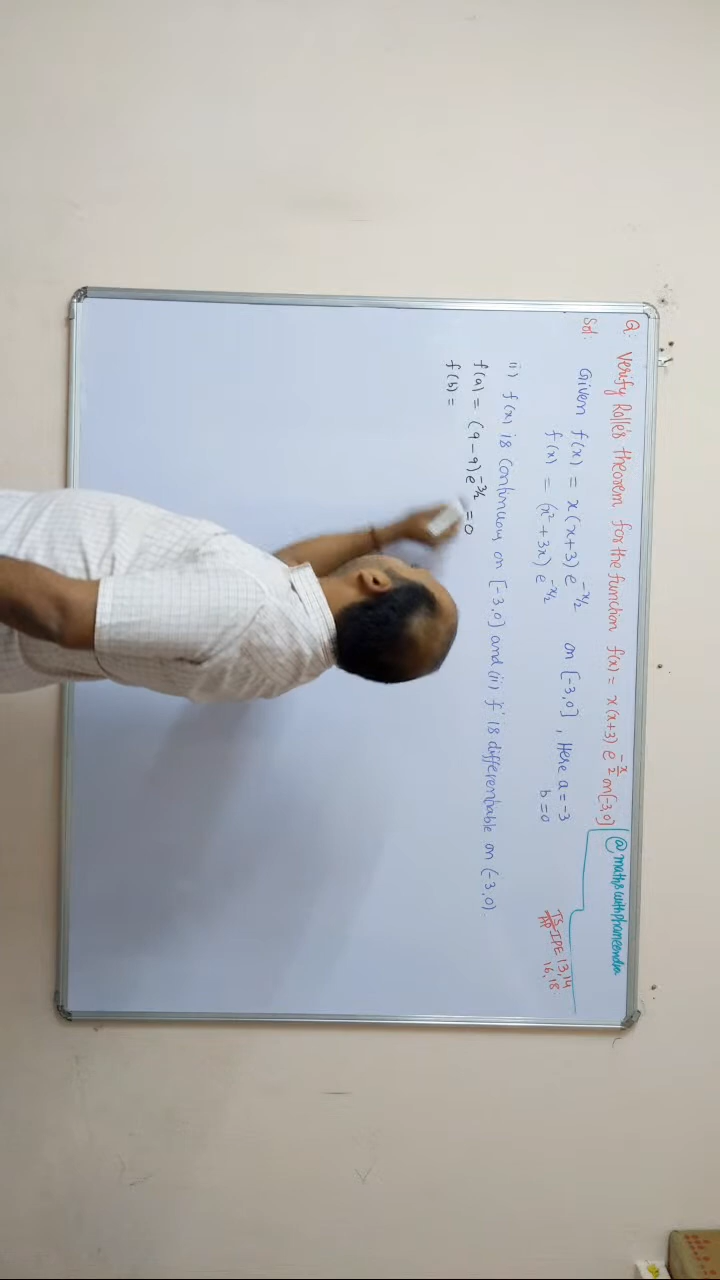 Q: Verify Rolle's theorem for the function f(x) = x(x+3) e^{-x/2} on [-3,0]
@mathswithphaneendra
Sol: Given f(x) = x(x+3) e^{-x/2} on [-3,0], Here a = -3
f(x) = (x²+3x) e^{-x/2} b = 0
TS IPE 13,14
AP 16,18
i) f(x) is continuous on [-3,0] and (ii) 'f' is differentiable on (-3,0).
f(a) = (9-9) e^{-3/2} = 0
f(b) =